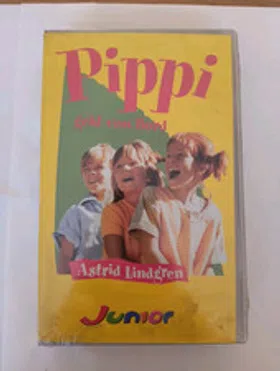 Pippi
geht von Bord
Astrid Lindgren
Junior